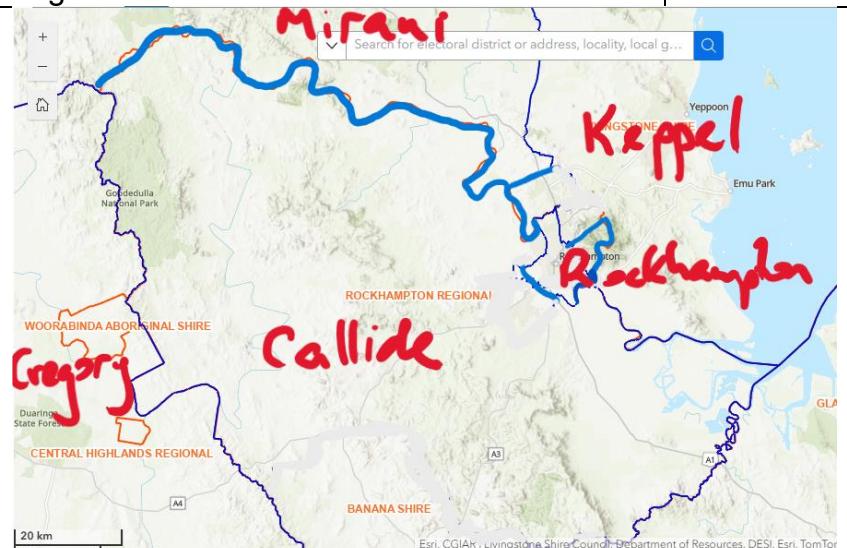 Mirani
+
Search for electoral district or address, locality, local g...
−
Yeppoon
Keppel
Emu Park
Goodedulla
National Park
Rockhampton
ROCKHAMPTON REGIONAL
WOORABINDA ABORIGINAL SHIRE
Callide
Gregory
Duaringa
State Forest
GLA
CENTRAL HIGHLANDS REGIONAL
A3
A1
A4
BANANA SHIRE
20 km
Esri, CGIAR, Livingstone Shire Council, Department of Resources, DESI, Esri, TomTom